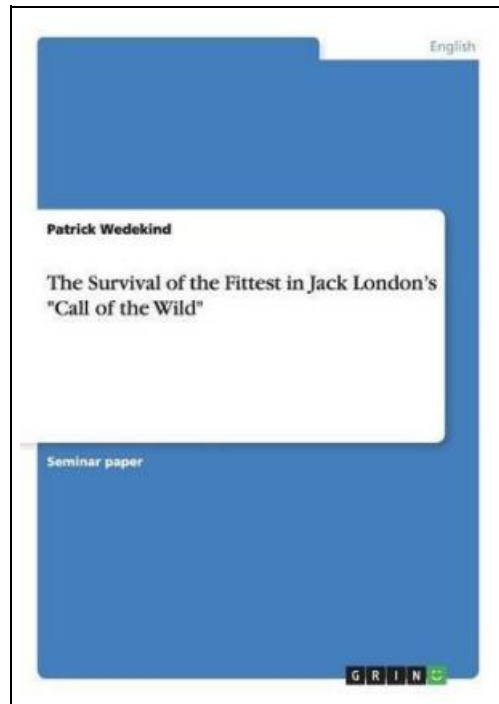 English
Patrick Wedekind
The Survival of the Fittest in Jack London's
"Call of the Wild"
Seminar paper
GRIN